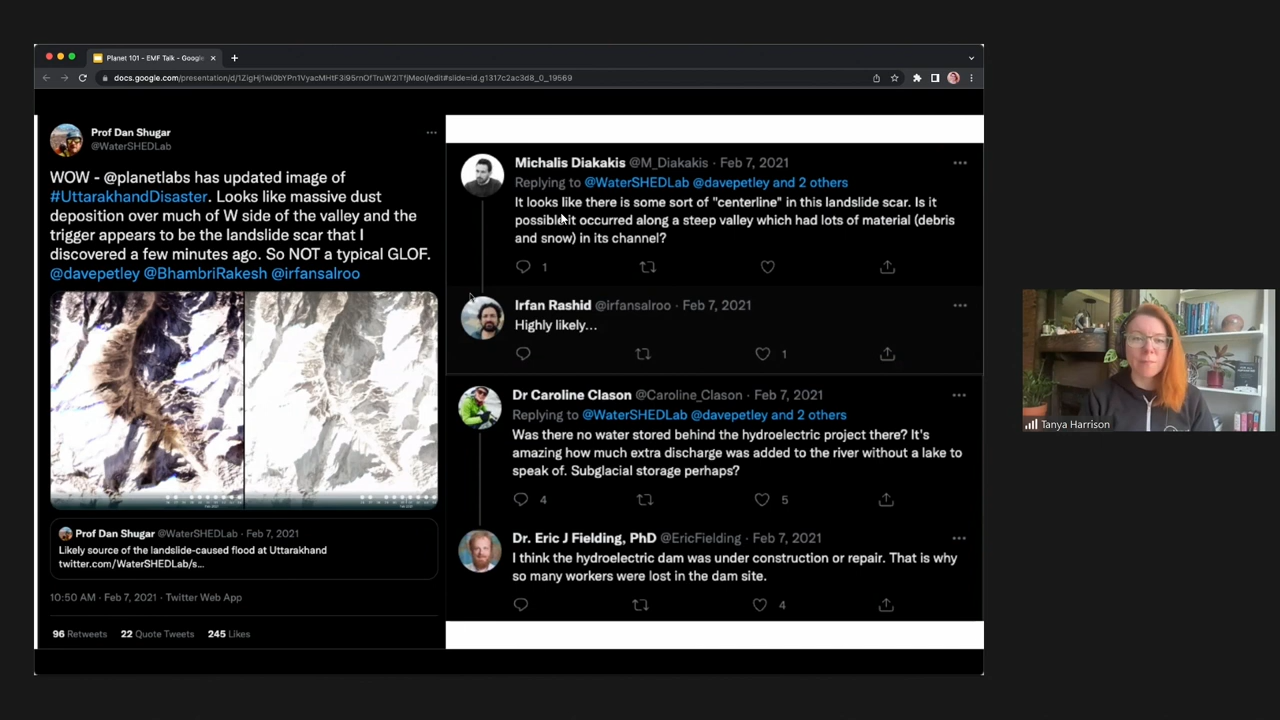 Planet 101 - EMF Talk - Google
docs.google.com/presentation/d/1ZigHj1wI0bYPn1VyacMHtF3i95rnOfTruW2ITfjMeoI/edit#slide=id.g1317c2ac3d8_0_19569
Prof Dan Shugar
@WaterSHEDLab
WOW - @planetlabs has updated image of
#UttarakhandDisaster. Looks like massive dust
deposition over much of W side of the valley and the
trigger appears to be the landslide scar that I
discovered a few minutes ago. So NOT a typical GLOF.
@davepetley @BhambriRakesh @irfansalroo
Prof Dan Shugar @WaterSHEDLab · Feb 7, 2021
Likely source of the landslide-caused flood at Uttarakhand
twitter.com/WaterSHEDLab/s...
10:50 AM · Feb 7, 2021 · Twitter Web App
96 Retweets 22 Quote Tweets 245 Likes
Michalis Diakakis @M_Diakakis · Feb 7, 2021
Replying to @WaterSHEDLab @davepetley and 2 others
It looks like there is some sort of "centerline" in this landslide scar. Is it
possible it occurred along a steep valley which had lots of material (debris
and snow) in its channel?
1
Irfan Rashid @irfansalroo · Feb 7, 2021
Highly likely...
1
Dr Caroline Clason @Caroline_Clason · Feb 7, 2021
Replying to @WaterSHEDLab @davepetley and 2 others
Was there no water stored behind the hydroelectric project there? It's
amazing how much extra discharge was added to the river without a lake to
speak of. Subglacial storage perhaps?
4 5
Dr. Eric J Fielding, PhD @EricFielding · Feb 7, 2021
I think the hydroelectric dam was under construction or repair. That is why
so many workers were lost in the dam site.
4
Tanya Harrison